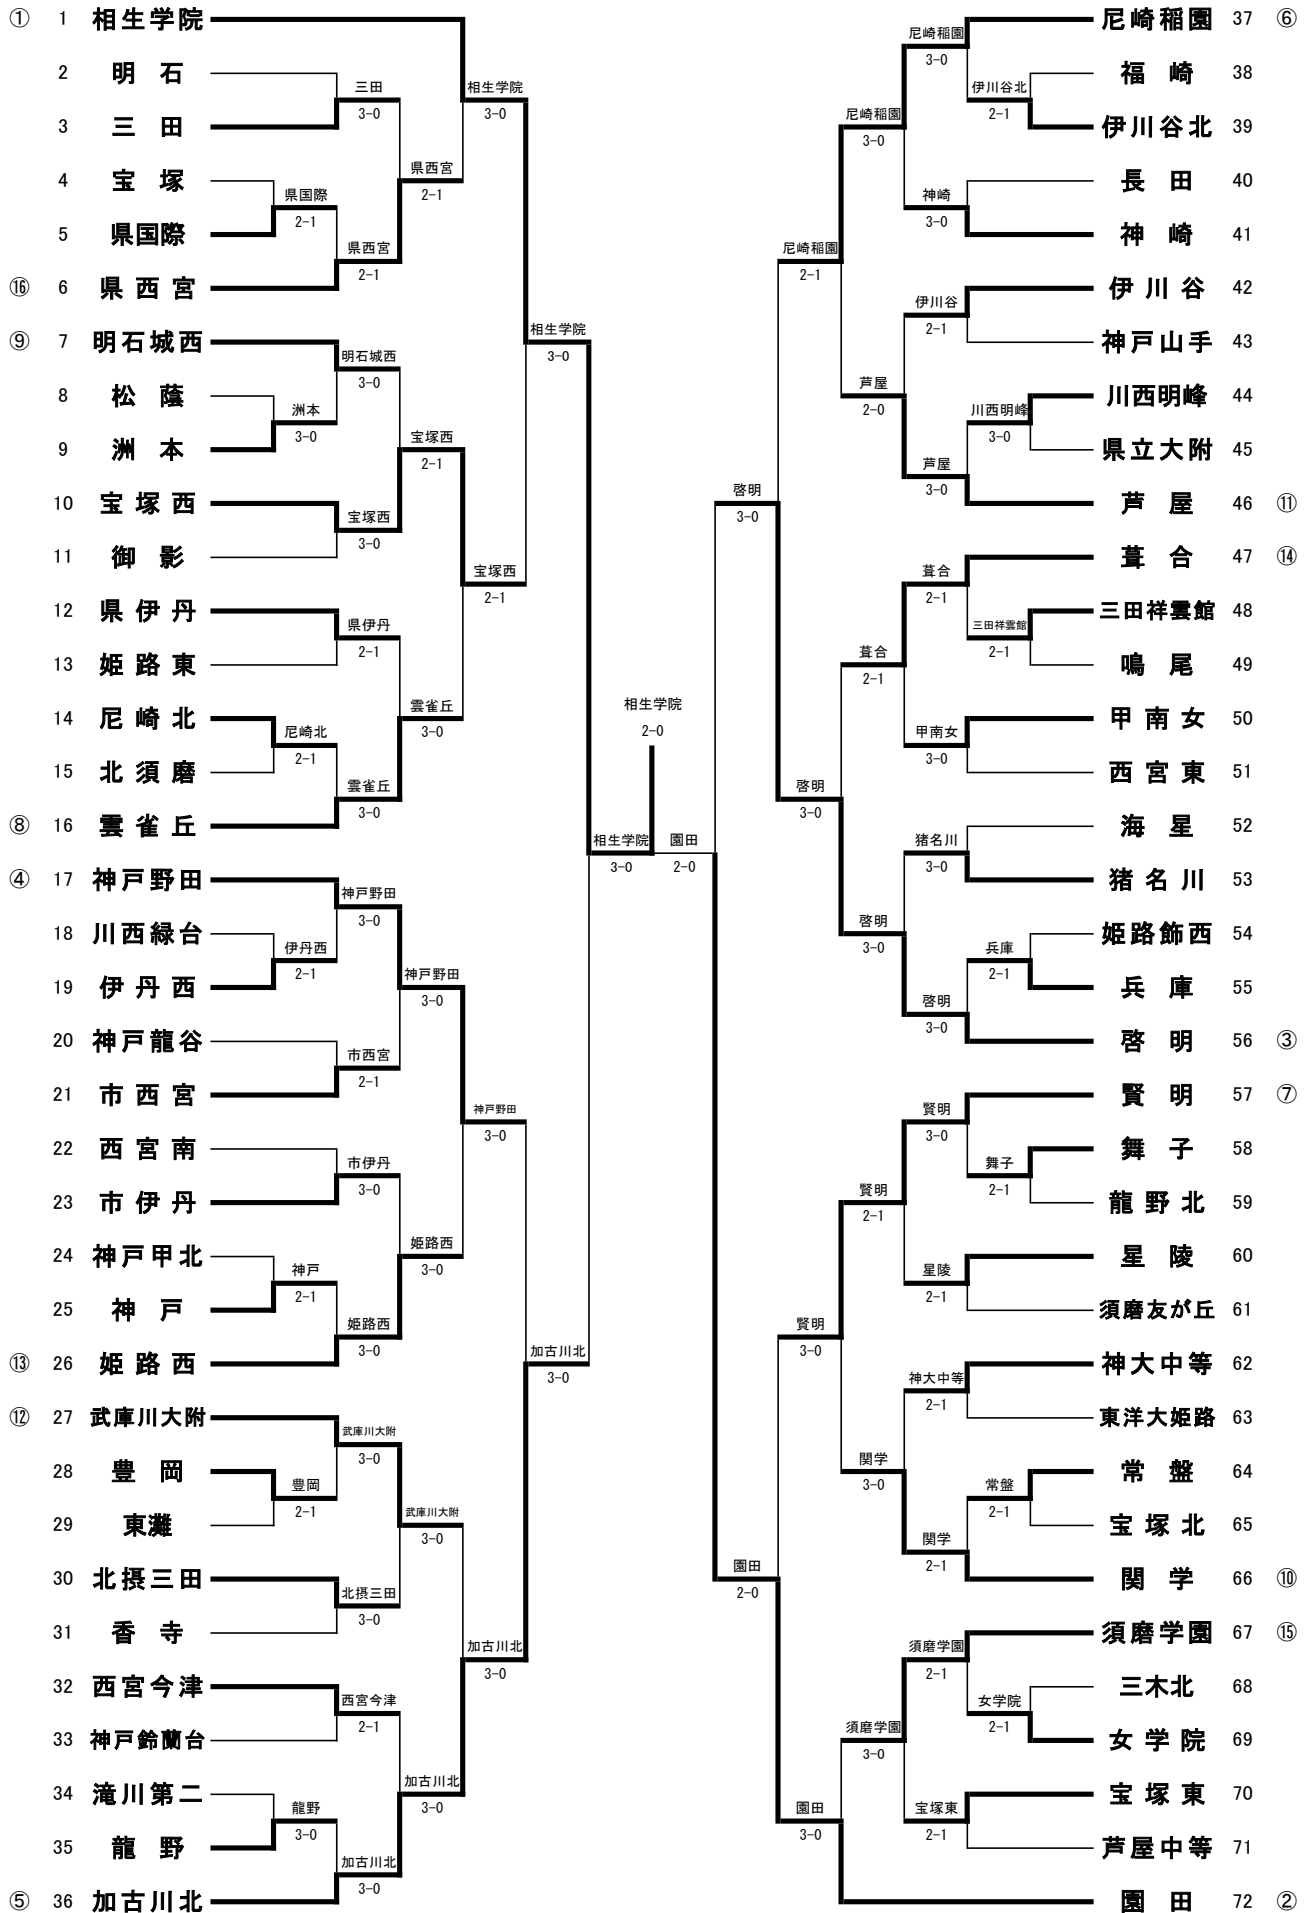 ① 1 相生学院
2 明石
3 三田
4 宝塚
5 県国際
⑯ 6 県西宮
⑨ 7 明石城西
8 松蔭
9 洲本
10 宝塚西
11 御影
12 県伊丹
13 姫路東
14 尼崎北
15 北須磨
⑧ 16 雲雀丘
④ 17 神戸野田
18 川西緑台
19 伊丹西
20 神戸龍谷
21 市西宮
22 西宮南
23 市伊丹
24 神戸甲北
25 神戸
⑬ 26 姫路西
⑫ 27 武庫川大附
28 豊岡
29 東灘
30 北摂三田
31 香寺
32 西宮今津
33 神戸鈴蘭台
34 滝川第二
35 龍野
⑤ 36 加古川北
県国際
2-1
洲本
3-0
尼崎北
2-1
伊丹西
2-1
神戸
2-1
豊岡
2-1
龍野
3-0
三田
3-0
県西宮
2-1
明石城西
3-0
宝塚西
3-0
県伊丹
2-1
雲雀丘
3-0
神戸野田
3-0
市西宮
2-1
市伊丹
3-0
姫路西
3-0
武庫川大附
3-0
北摂三田
3-0
西宮今津
2-1
加古川北
3-0
県西宮
2-1
宝塚西
2-1
雲雀丘
3-0
神戸野田
3-0
姫路西
3-0
武庫川大附
3-0
加古川北
3-0
相生学院
3-0
宝塚西
2-1
神戸野田
3-0
加古川北
3-0
相生学院
3-0
加古川北
3-0
相生学院
3-0
相生学院
2-0
園田
2-0
啓明
3-0
園田
2-0
尼崎稲園
2-1
啓明
3-0
賢明
3-0
園田
3-0
尼崎稲園
3-0
芦屋
2-0
葺合
2-1
啓明
3-0
賢明
2-1
関学
3-0
須磨学園
3-0
尼崎稲園
3-0
神崎
3-0
伊川谷
2-1
芦屋
3-0
葺合
2-1
甲南女
3-0
猪名川
3-0
啓明
3-0
賢明
3-0
星陵
2-1
神大中等
2-1
関学
2-1
須磨学園
2-1
宝塚東
2-1
伊川谷北
2-1
川西明峰
3-0
三田祥雲館
2-1
兵庫
2-1
舞子
2-1
常盤
2-1
女学院
2-1
尼崎稲園 37 ⑥
福崎 38
伊川谷北 39
長田 40
神崎 41
伊川谷 42
神戸山手 43
川西明峰 44
県立大附 45
芦屋 46 ⑪
葺合 47 ⑭
三田祥雲館 48
鳴尾 49
甲南女 50
西宮東 51
海星 52
猪名川 53
姫路飾西 54
兵庫 55
啓明 56 ③
賢明 57 ⑦
舞子 58
龍野北 59
星陵 60
須磨友が丘 61
神大中等 62
東洋大姫路 63
常盤 64
宝塚北 65
関学 66 ⑩
須磨学園 67 ⑮
三木北 68
女学院 69
宝塚東 70
芦屋中等 71
園田 72 ②